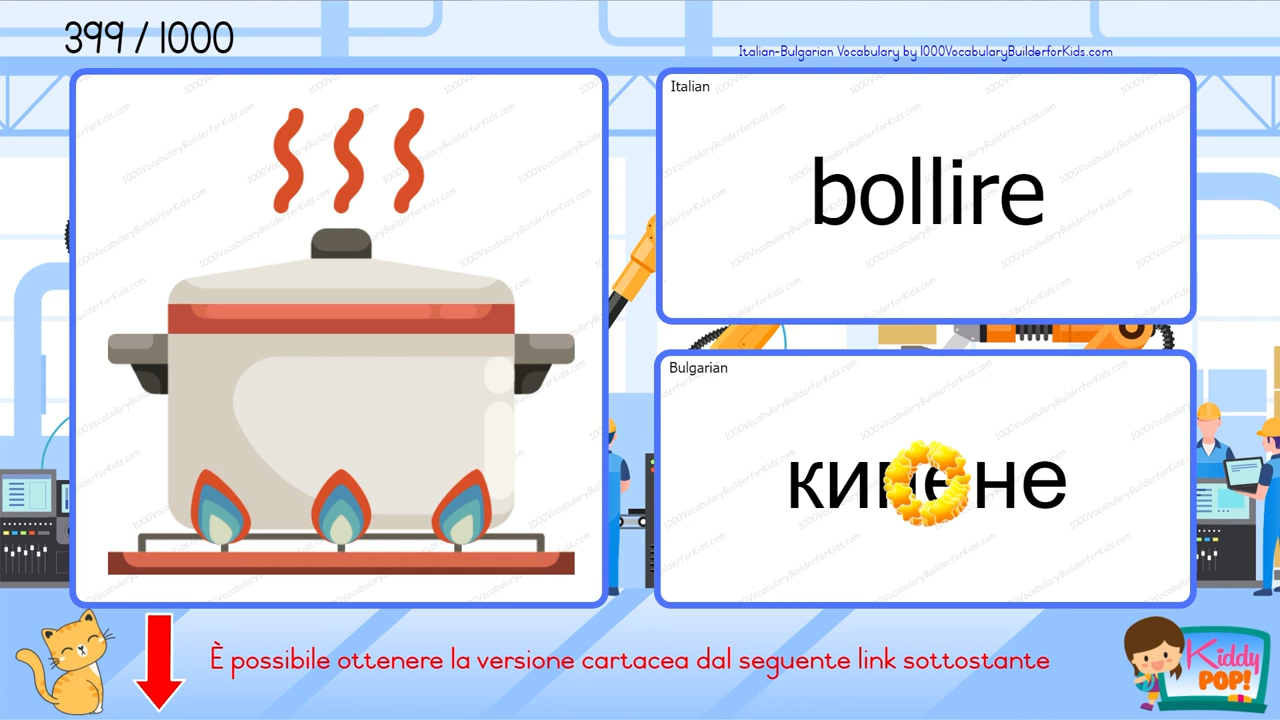 399 / 1000
Italian-Bulgarian Vocabulary by 1000VocabularyBuilderforKids.com
Italian
bollire
Bulgarian
È possibile ottenere la versione cartacea dal seguente link sottostante
Kiddy
POP!